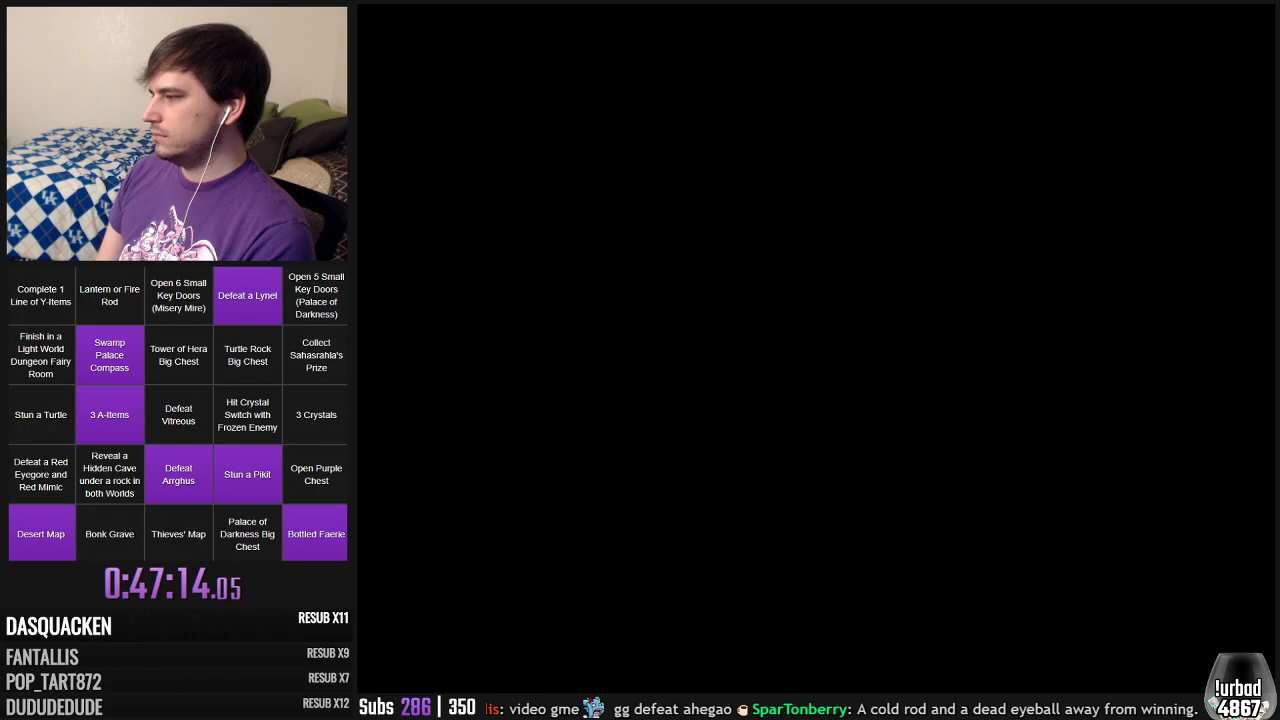 Complete 1
Line of Y-Items
Lantern or Fire
Rod
Open 6 Small
Key Doors
(Misery Mire)
Defeat a Lynel
Open 5 Small
Key Doors
(Palace of
Darkness)
Finish in a
Light World
Dungeon Fairy
Room
Swamp
Palace
Compass
Tower of Hera
Big Chest
Turtle Rock
Big Chest
Collect
Sahasrahla's
Prize
Stun a Turtle
3 A-Items
Defeat
Vitreous
Hit Crystal
Switch with
Frozen Enemy
3 Crystals
Defeat a Red
Eyegore and
Red Mimic
Reveal a
Hidden Cave
under a rock in
both Worlds
Defeat
Arrghus
Stun a Pikit
Open Purple
Chest
Desert Map
Bonk Grave
Thieves' Map
Palace of
Darkness Big
Chest
Bottled Faerie
0:47:14.05
DASQUACKEN RESUB X11
FANTALLIS RESUB X9
POP_TART872 RESUB X7
DUDUDEDUDE RESUB X12
Subs 286 | 350 lis: video gme gg defeat ahegao SparTonberry: A cold rod and a dead eyeball away from winning.
!urbad
4867